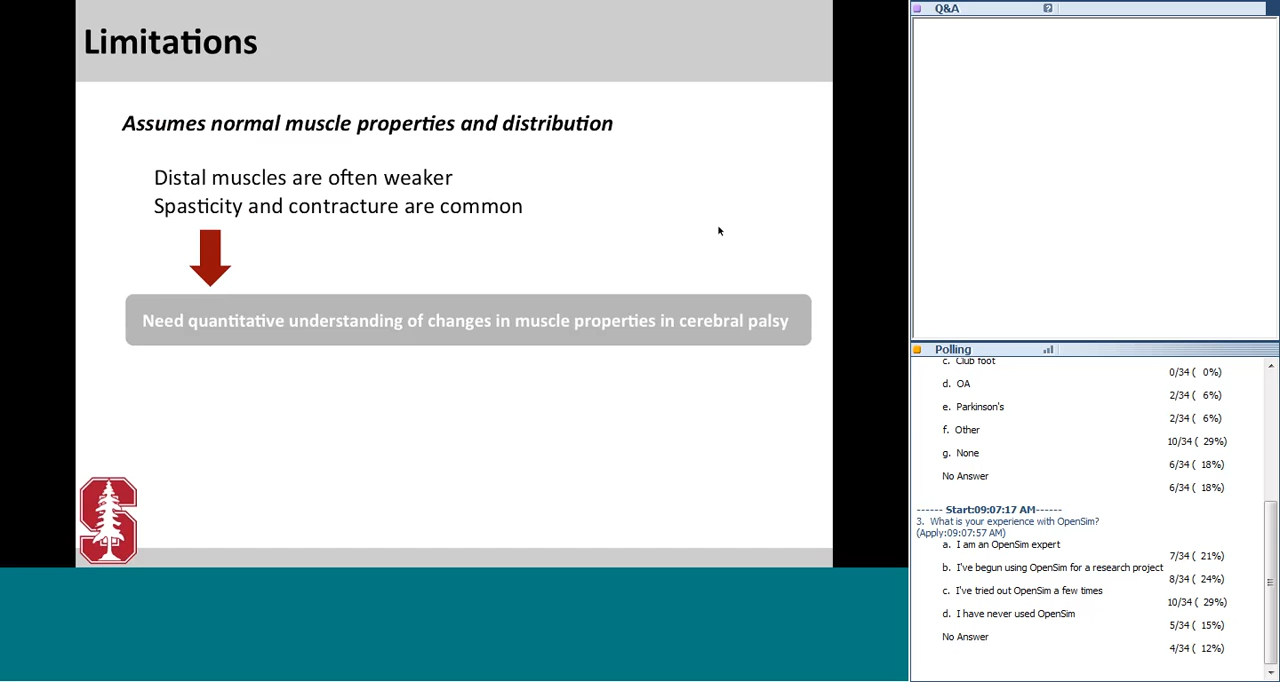 Limitations
Assumes normal muscle properties and distribution
Distal muscles are often weaker
Spasticity and contracture are common
Need quantitative understanding of changes in muscle properties in cerebral palsy
Q&A
Polling
c. Club foot
0/34 ( 0%)
d. OA
2/34 ( 6%)
e. Parkinson's
2/34 ( 6%)
f. Other
10/34 ( 29%)
g. None
6/34 ( 18%)
No Answer
6/34 ( 18%)
------ Start:09:07:17 AM------
3. What is your experience with OpenSim?
(Apply:09:07:57 AM)
a. I am an OpenSim expert
7/34 ( 21%)
b. I've begun using OpenSim for a research project
8/34 ( 24%)
c. I've tried out OpenSim a few times
10/34 ( 29%)
d. I have never used OpenSim
5/34 ( 15%)
No Answer
4/34 ( 12%)